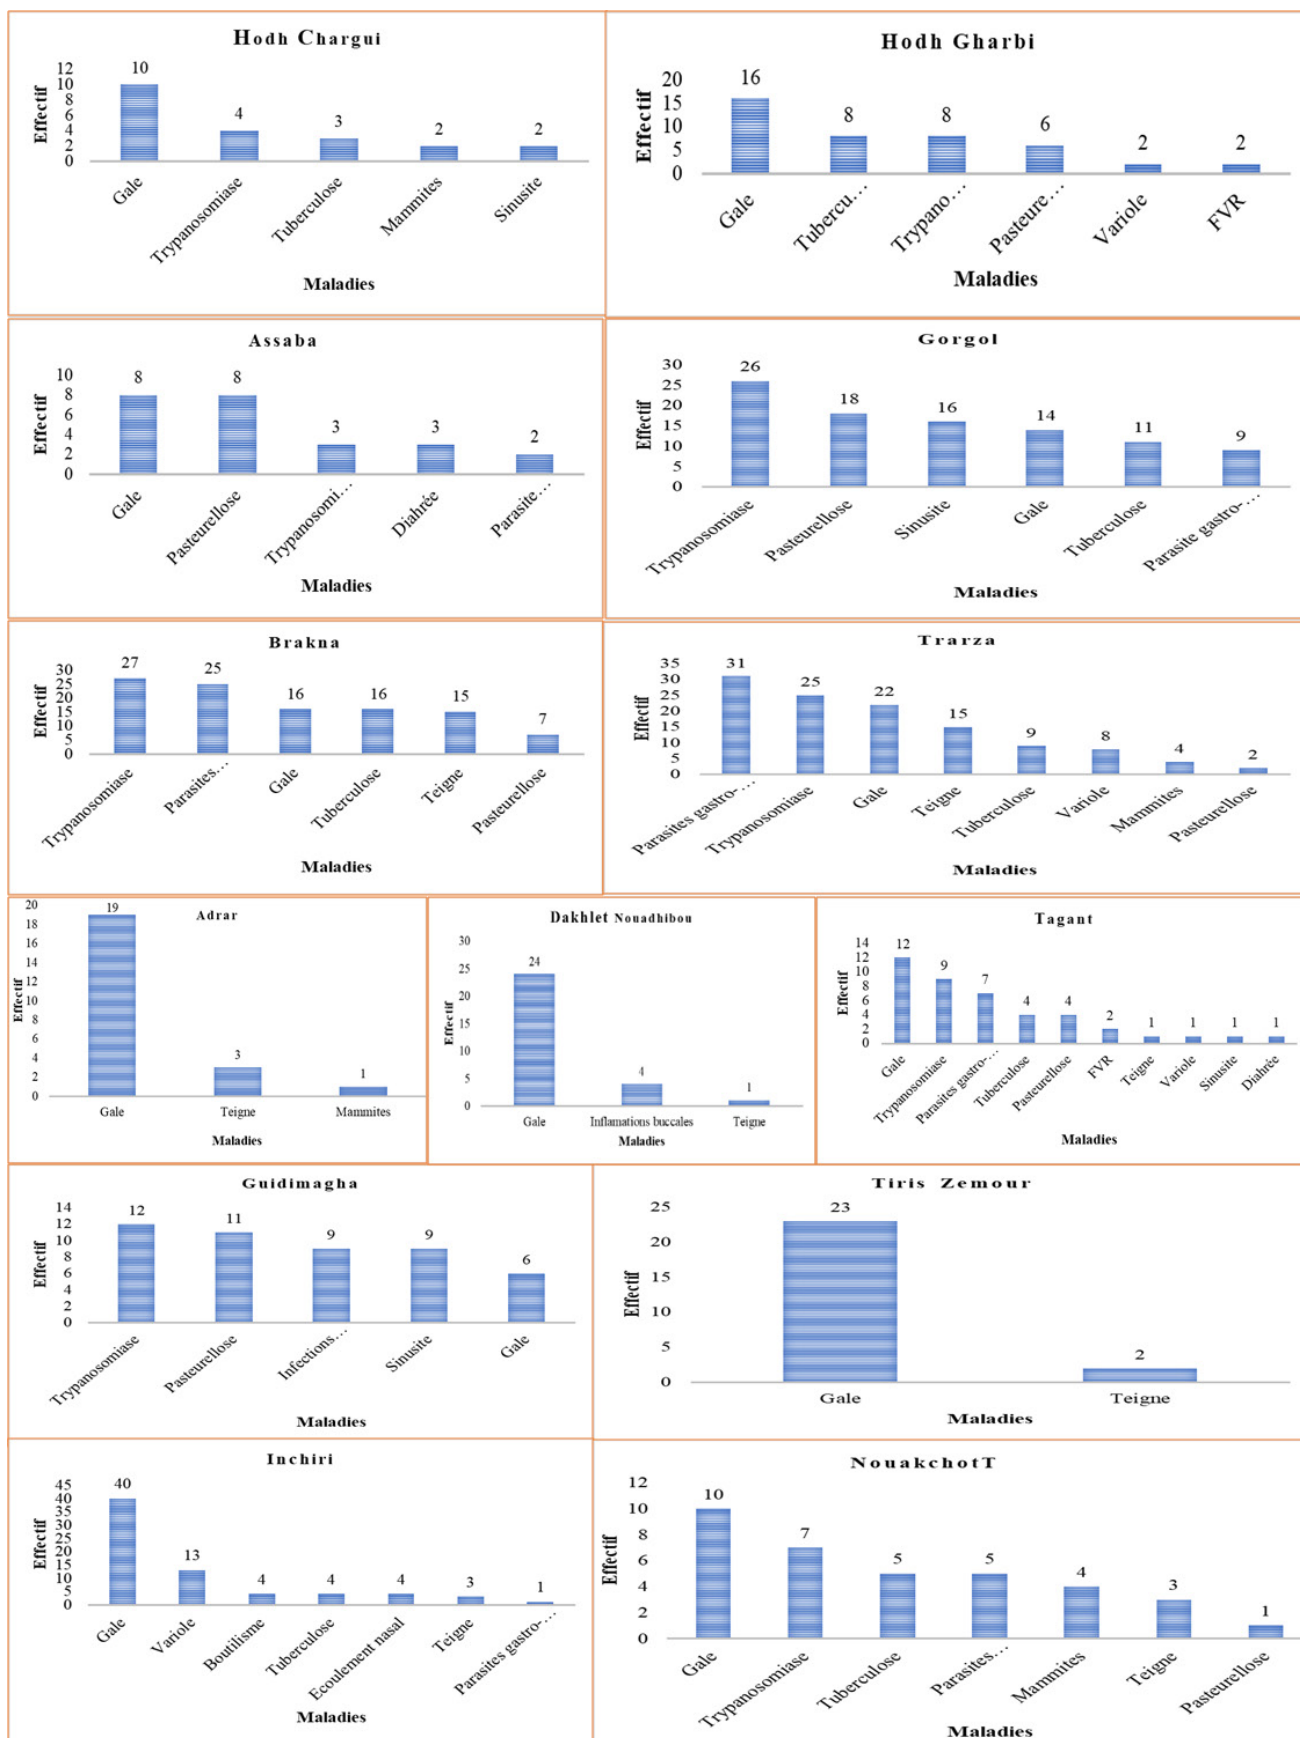 Hodh Chargui
Effectif
12
10
8
6
4
2
0
10
4
3
2
2
Gale
Trypanosomiase
Tuberculose
Mammites
Sinusite
Maladies
Hodh Gharbi
Effectif
20
15
10
5
0
16
8
8
6
2
2
Gale
Tubercu...
Trypano...
Pasteure...
Variole
FVR
Maladies
Assaba
Effectif
10
8
6
4
2
0
8
8
3
3
2
Gale
Pasteurellose
Trypanosomi...
Diahrée
Parasite...
Maladies
Gorgol
Effectif
30
25
20
15
10
5
0
26
18
16
14
11
9
Trypanosomiase
Pasteurellose
Sinusite
Gale
Tuberculose
Parasite gastro-...
Maladies
Brakna
Effectif
30
25
20
15
10
5
0
27
25
16
16
15
7
Trypanosomiase
Parasites...
Gale
Tuberculose
Teigne
Pasteurellose
Maladies
Trarza
Effectif
35
30
25
20
15
10
5
0
31
25
22
15
9
8
4
2
Parasites gastro-...
Trypanosomiase
Gale
Teigne
Tuberculose
Variole
Mammites
Pasteurellose
Maladies
Adrar
Effectif
20
18
16
14
12
10
8
6
4
2
0
19
3
1
Gale
Teigne
Mammites
Maladies
Dakhlet Nouadhibou
Effectif
30
25
20
15
10
5
0
24
4
1
Gale
Inflamations buccales
Teigne
Maladies
Tagant
Effectif
14
12
10
8
6
4
2
0
12
9
7
4
4
2
1
1
1
1
Gale
Trypanosomiase
Parasites gastro-...
Tuberculose
Pasteurellose
FVR
Teigne
Variole
Sinusite
Diahrée
Maladies
Guidimagha
Effectif
14
12
10
8
6
4
2
0
12
11
9
9
6
Trypanosomiase
Pasteurellose
Infections...
Sinusite
Gale
Maladies
Tiris Zemour
Effectif
25
20
15
10
5
0
23
2
Gale
Teigne
Maladies
Inchiri
Effectif
45
40
35
30
25
20
15
10
5
0
40
13
4
4
4
3
1
Gale
Variole
Boutilisme
Tuberculose
Ecoulement nasal
Teigne
Parasites gastro-...
Maladies
NouakchotT
Effectif
12
10
8
6
4
2
0
10
7
5
5
4
3
1
Gale
Trypanosomiase
Tuberculose
Parasites...
Mammites
Teigne
Pasteurellose
Maladies